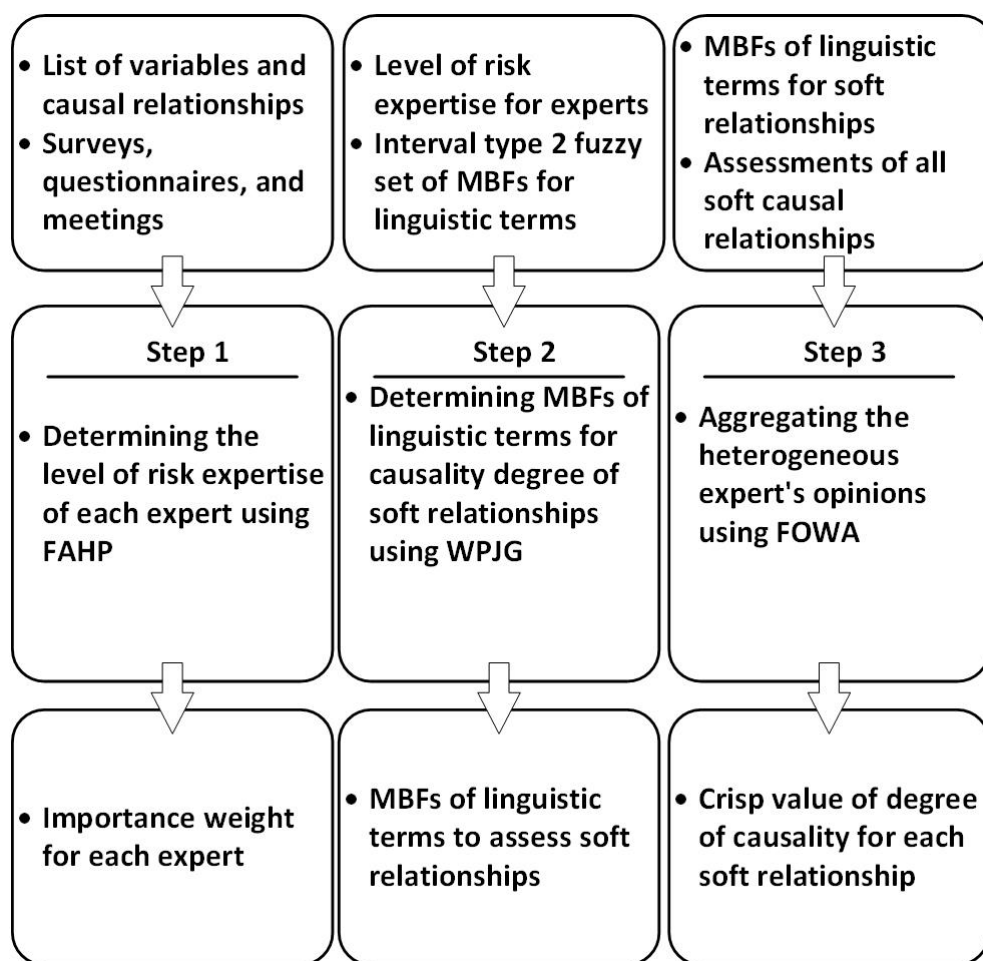 • List of variables and
causal relationships
• Surveys,
questionnaires, and
meetings
• Level of risk
expertise for experts
• Interval type 2 fuzzy
set of MBFs for
linguistic terms
• MBFs of linguistic
terms for soft
relationships
• Assessments of all
soft causal
relationships
Step 1
• Determining the
level of risk expertise
of each expert using
FAHP
Step 2
• Determining MBFs of
linguistic terms for
causality degree of
soft relationships
using WPJG
Step 3
• Aggregating the
heterogeneous
expert's opinions
using FOWA
• Importance weight
for each expert
• MBFs of linguistic
terms to assess soft
relationships
• Crisp value of degree
of causality for each
soft relationship